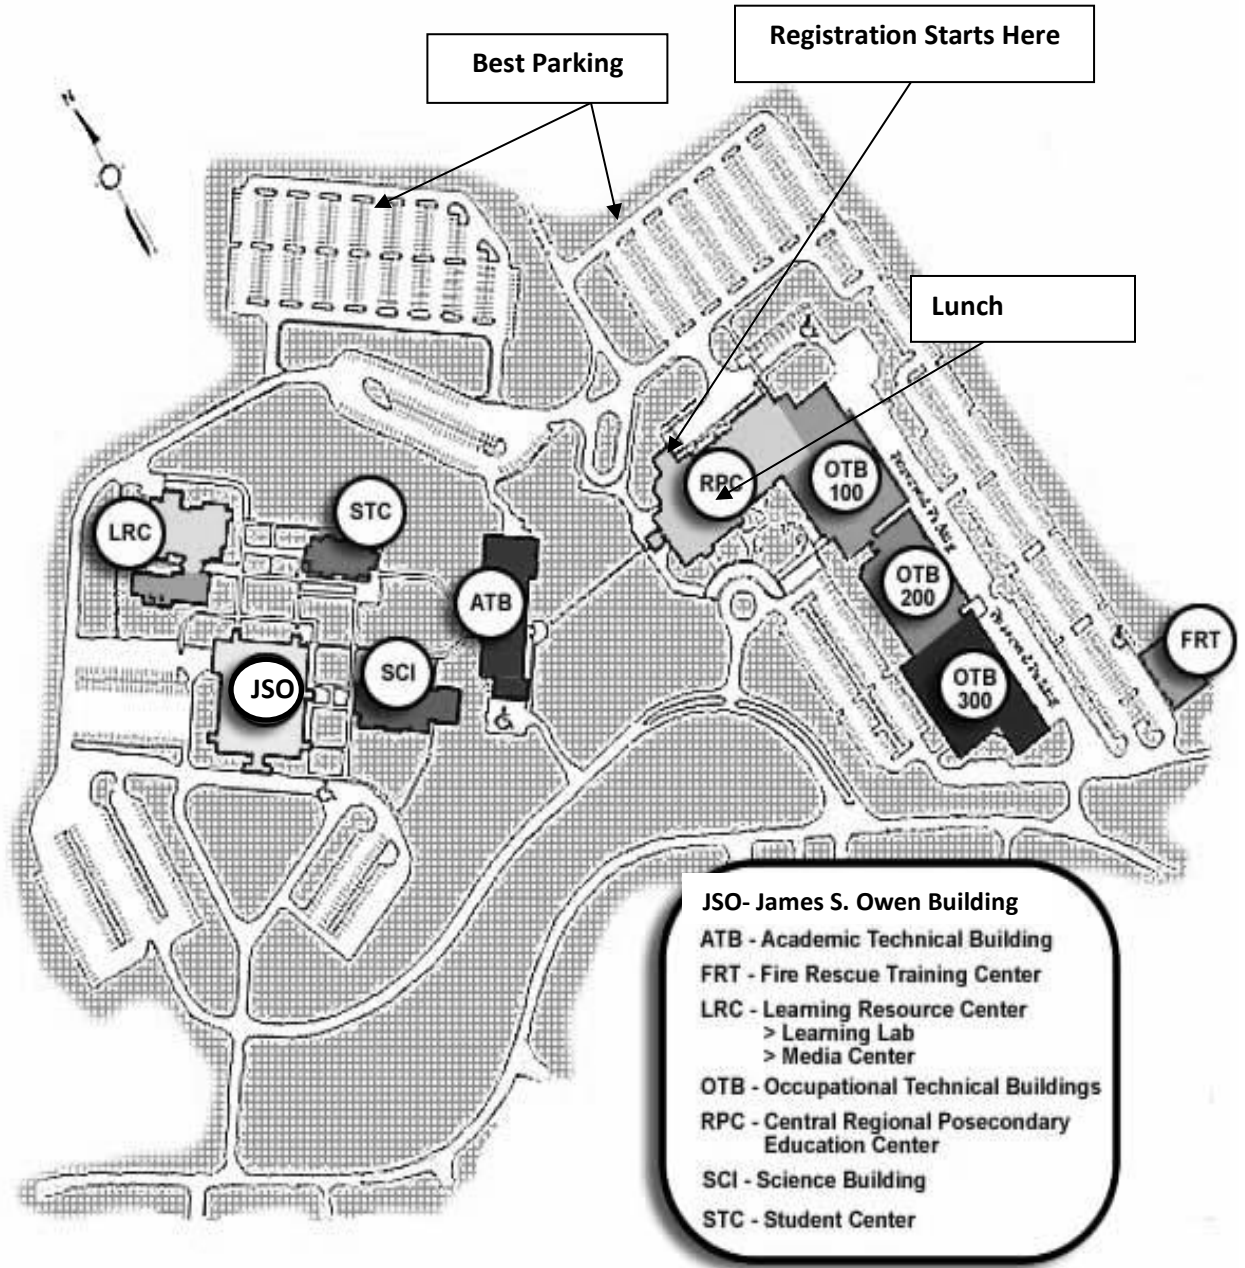 Registration Starts Here
Best Parking
N
Lunch
RPC
OTB
100
STC
LRC
OTB
200
ATB
FRT
SCI
JSO
OTB
300
JSO- James S. Owen Building
ATB - Academic Technical Building
FRT - Fire Rescue Training Center
LRC - Learning Resource Center
> Learning Lab
> Media Center
OTB - Occupational Technical Buildings
RPC - Central Regional Posecondary
Education Center
SCI - Science Building
STC - Student Center